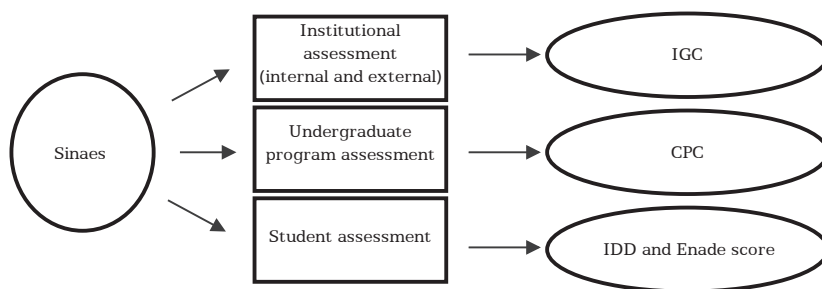 Sinaes
Institutional
assessment
(internal and external)
IGC
Undergraduate
program assessment
CPC
Student assessment
IDD and Enade score